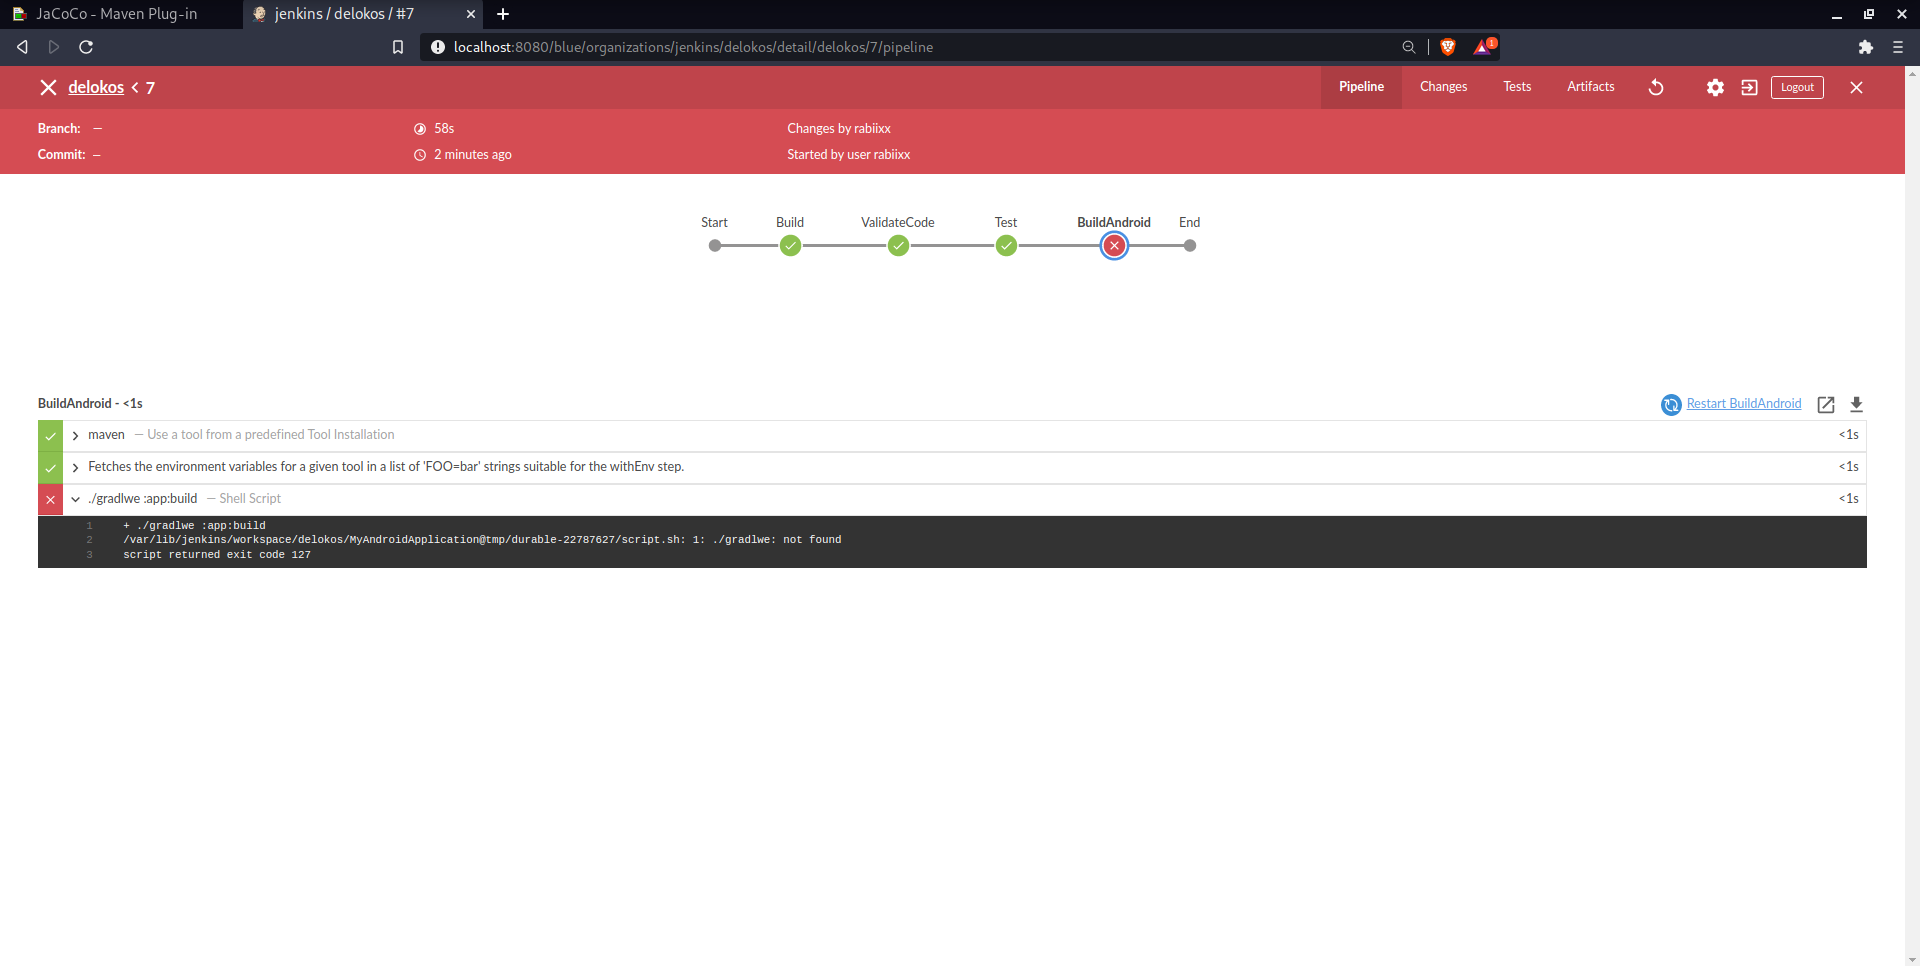 JaCoCo - Maven Plug-in
jenkins / delokos / #7
localhost:8080/blue/organizations/jenkins/delokos/detail/delokos/7/pipeline
1
delokos < 7
Pipeline
Changes
Tests
Artifacts
Logout
Branch: —
58s
Changes by rabiixx
Commit: —
2 minutes ago
Started by user rabiixx
Start
Build
ValidateCode
Test
BuildAndroid
End
BuildAndroid - <1s
Restart BuildAndroid
maven — Use a tool from a predefined Tool Installation
<1s
Fetches the environment variables for a given tool in a list of 'FOO=bar' strings suitable for the withEnv step.
<1s
./gradlwe :app:build — Shell Script
<1s
1 + ./gradlwe :app:build
2 /var/lib/jenkins/workspace/delokos/MyAndroidApplication@tmp/durable-22787627/script.sh: 1: ./gradlwe: not found
3 script returned exit code 127